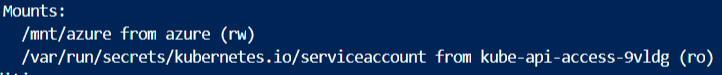 Mounts:
/mnt/azure from azure (rw)
/var/run/secrets/kubernetes.io/serviceaccount from kube-api-access-9vldg (ro)